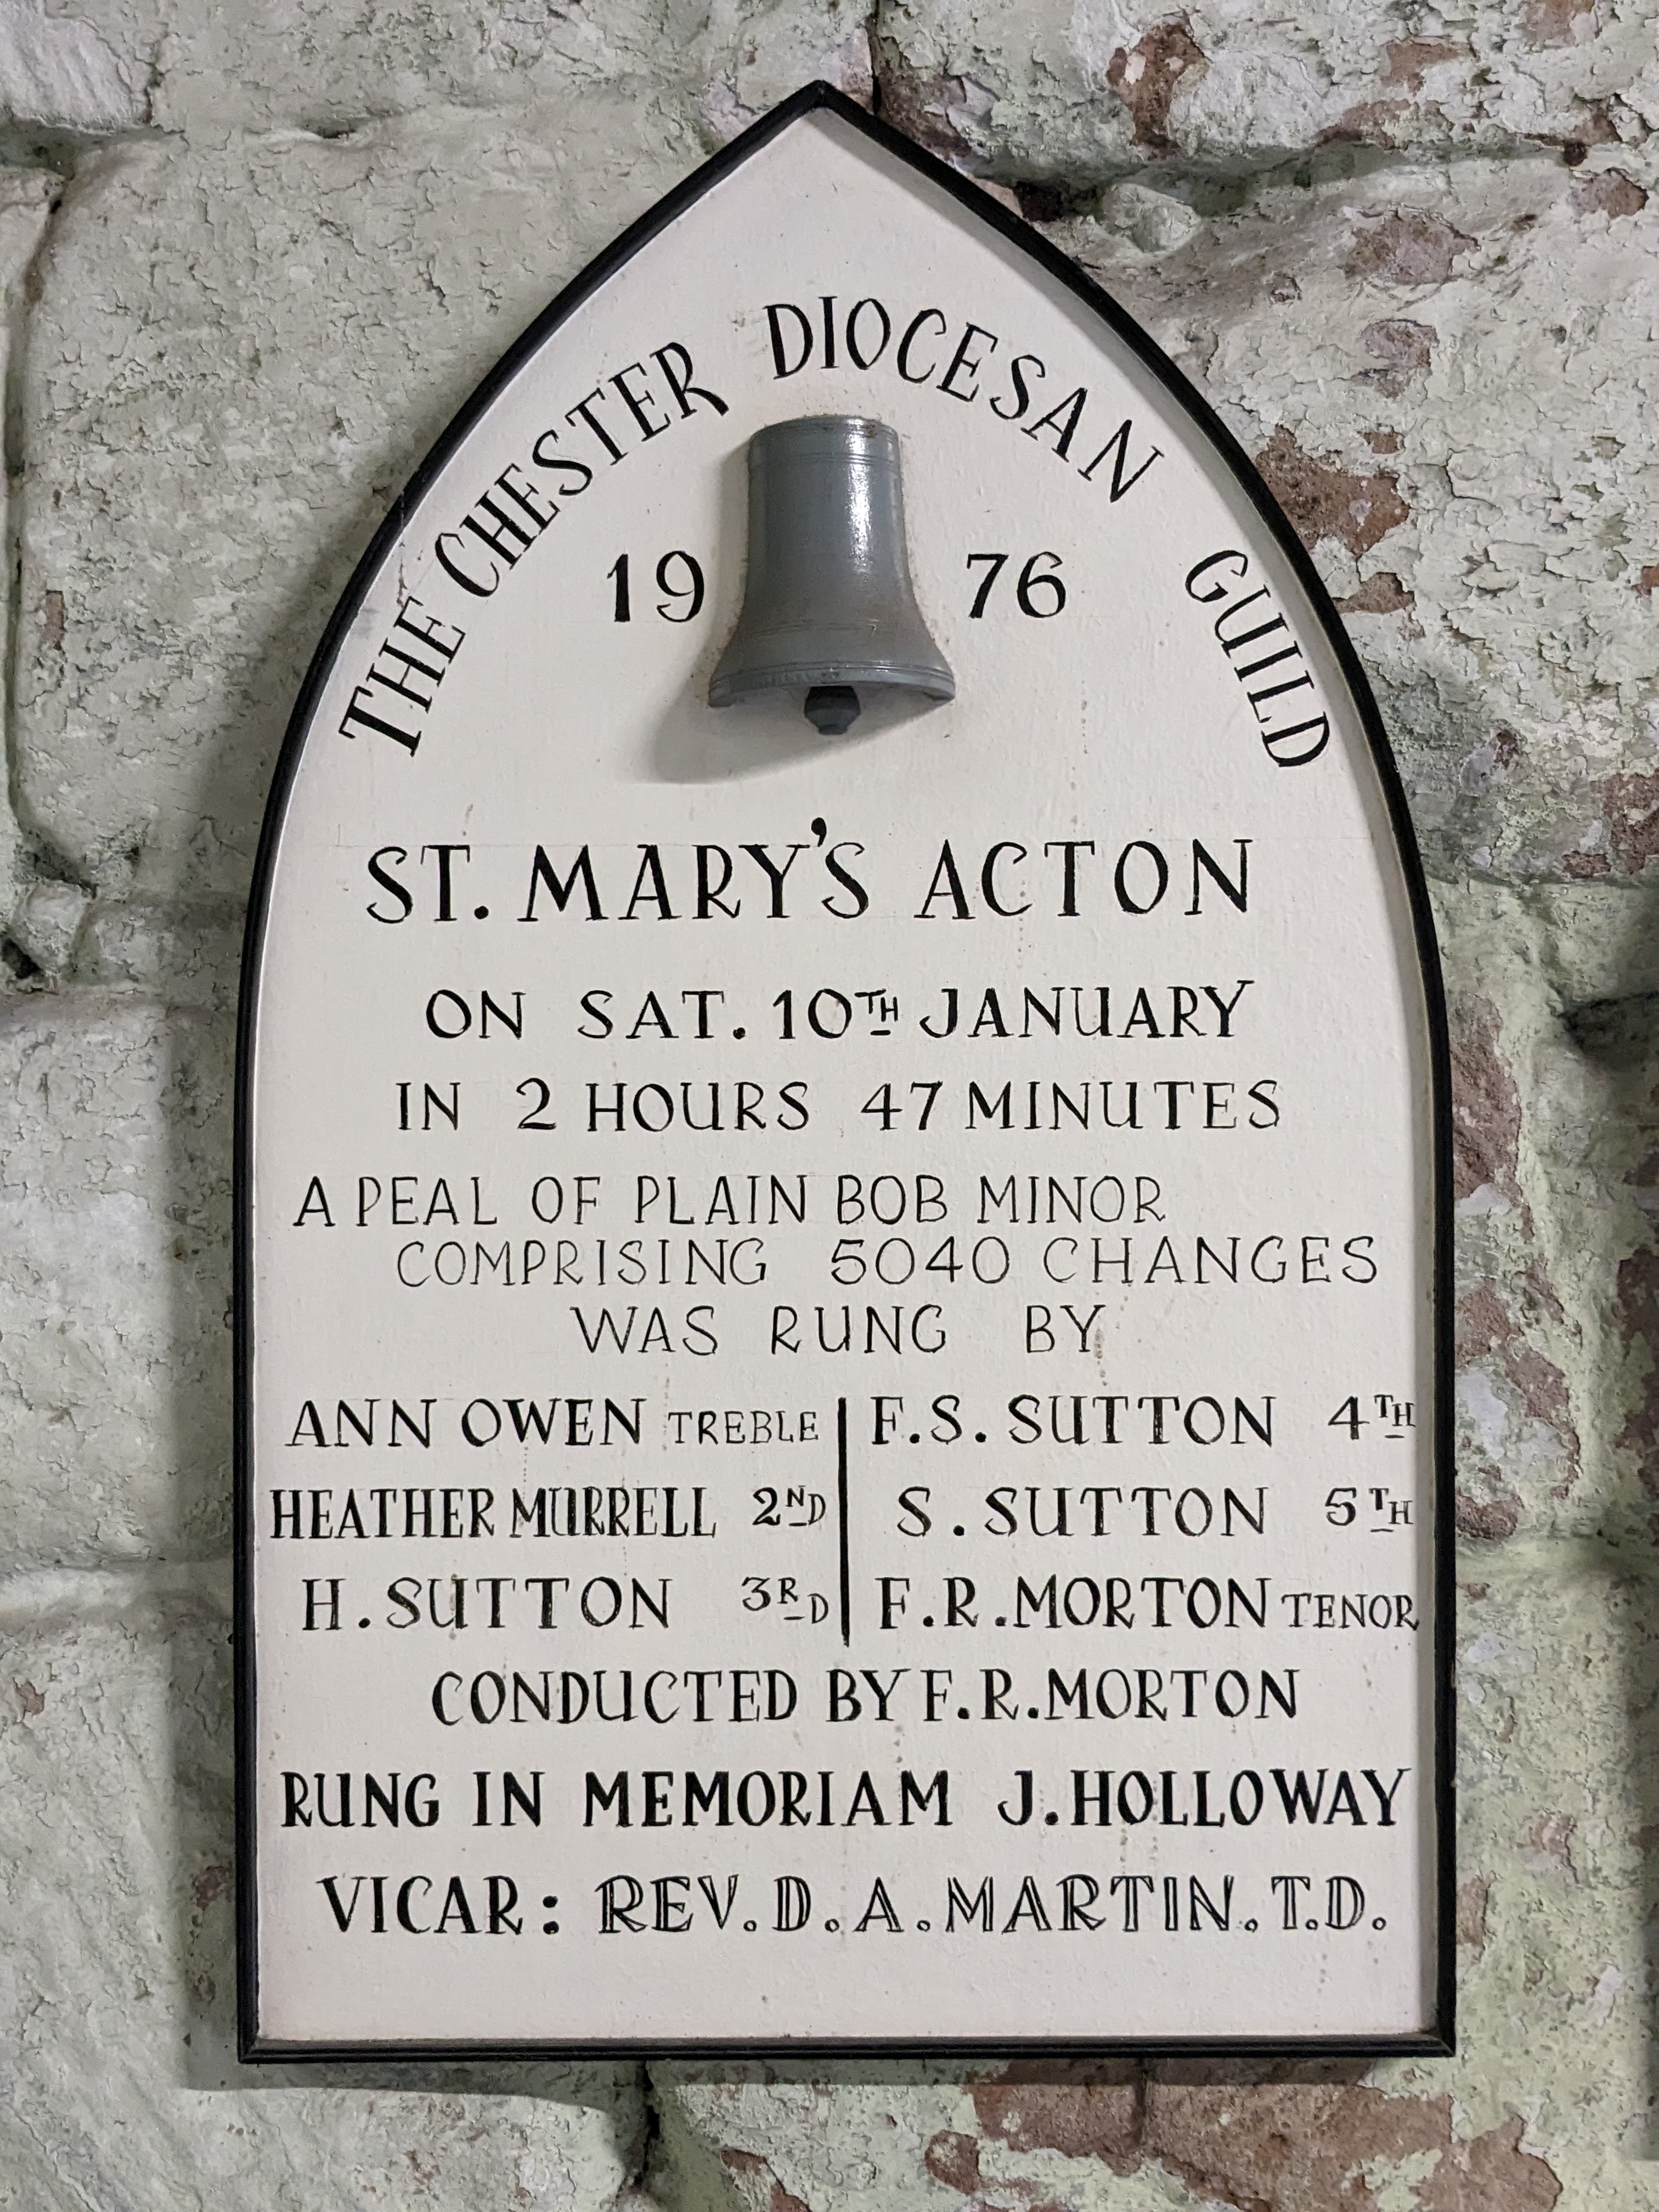 THE CHESTER DIOCESAN GUILD
19 76
ST. MARY'S ACTON
ON SAT. 10TH JANUARY
IN 2 HOURS 47 MINUTES
A PEAL OF PLAIN BOB MINOR
COMPRISING 5040 CHANGES
WAS RUNG BY
ANN OWEN TREBLE
HEATHER MURRELL 2ND
H. SUTTON 3RD
F.S. SUTTON 4TH
S. SUTTON 5TH
F.R. MORTON TENOR
CONDUCTED BY F.R. MORTON
RUNG IN MEMORIAM J. HOLLOWAY
VICAR: REV. D. A. MARTIN. T.D.